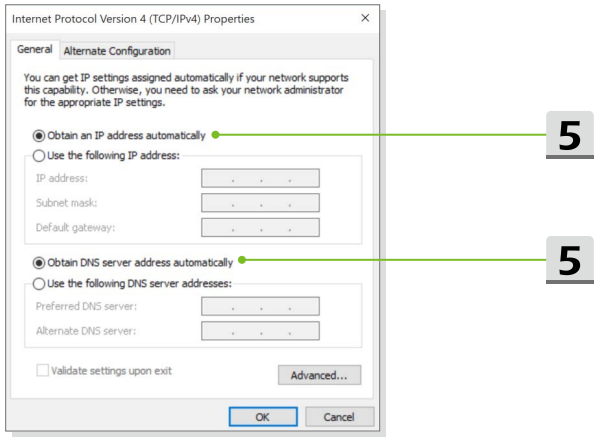 Internet Protocol Version 4 (TCP/IPv4) Properties
General
Alternate Configuration
You can get IP settings assigned automatically if your network supports
this capability. Otherwise, you need to ask your network administrator
for the appropriate IP settings.
Obtain an IP address automatically
5
Use the following IP address:
IP address:
Subnet mask:
Default gateway:
Obtain DNS server address automatically
5
Use the following DNS server addresses:
Preferred DNS server:
Alternate DNS server:
Validate settings upon exit
Advanced...
OK
Cancel